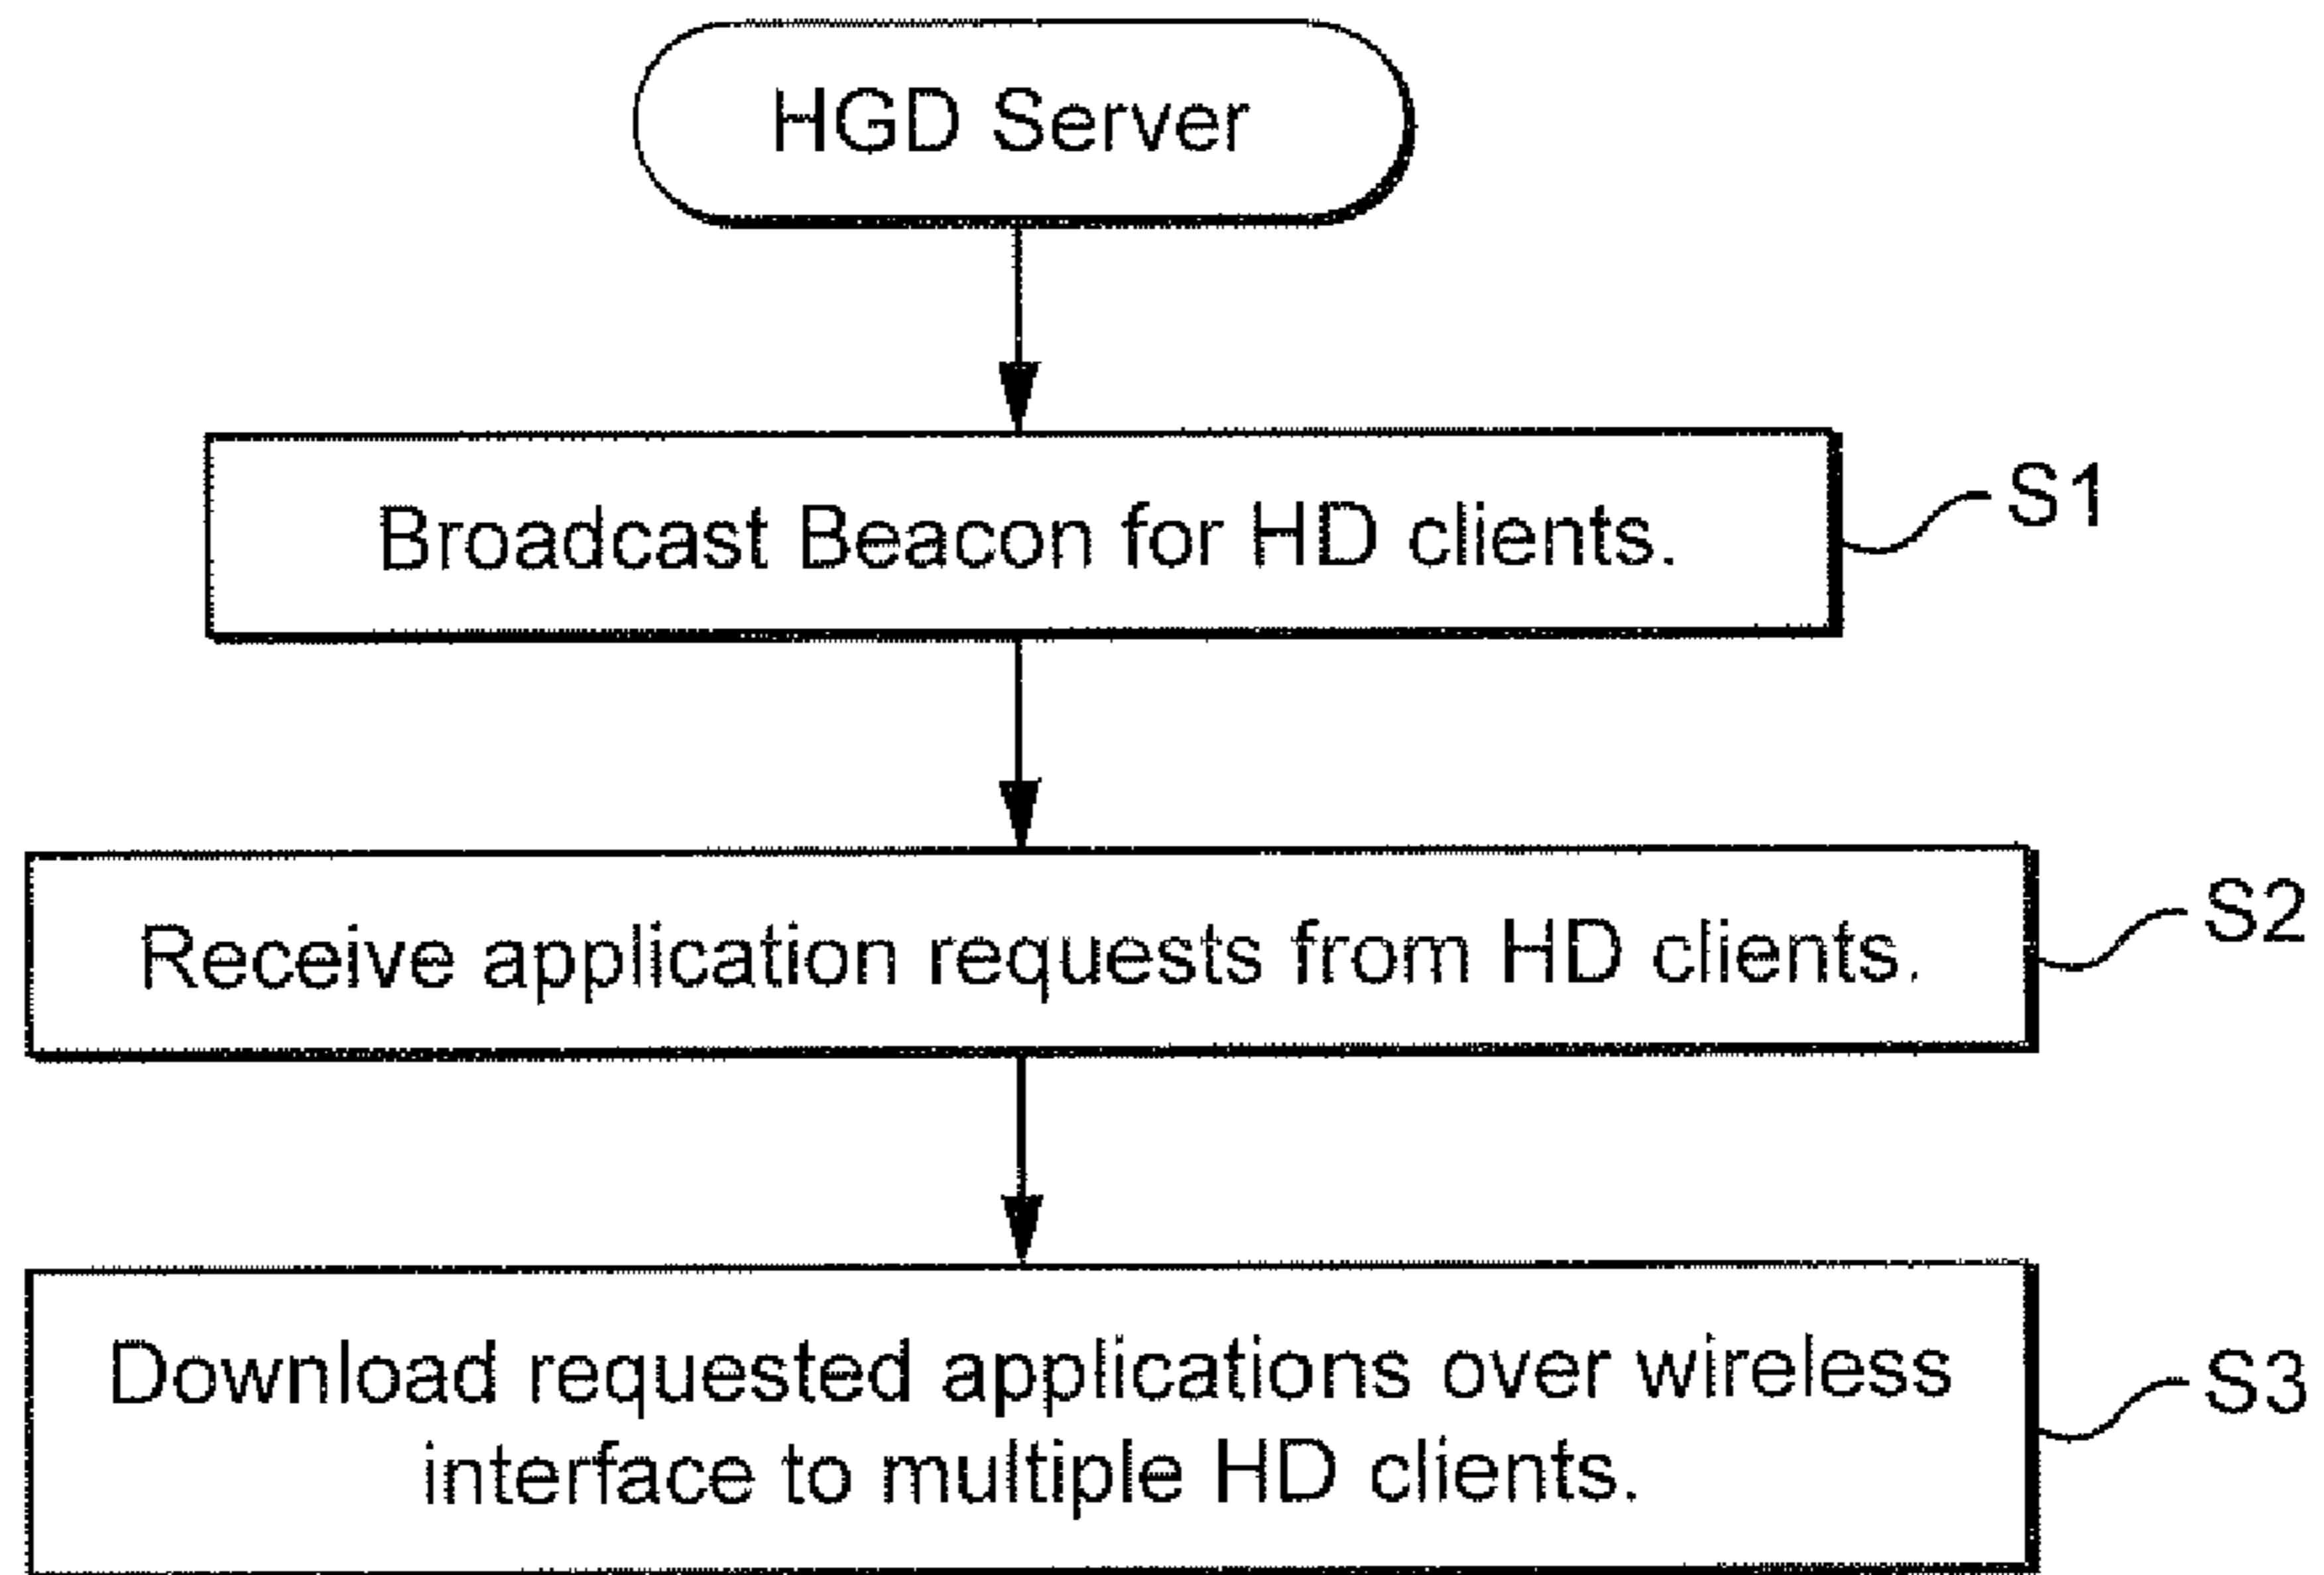 HGD Server
Broadcast Beacon for HD clients.
S1
Receive application requests from HD clients.
S2
Download requested applications over wireless
interface to multiple HD clients.
S3